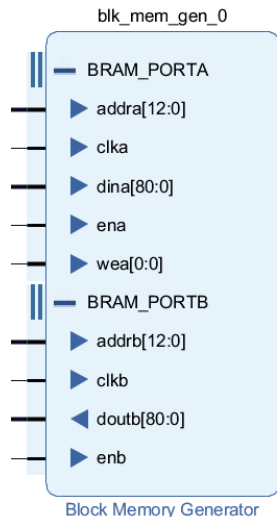 blk_mem_gen_0
BRAM_PORTA
addra[12:0]
clka
dina[80:0]
ena
wea[0:0]
BRAM_PORTB
addrb[12:0]
clkb
doutb[80:0]
enb
Block Memory Generator